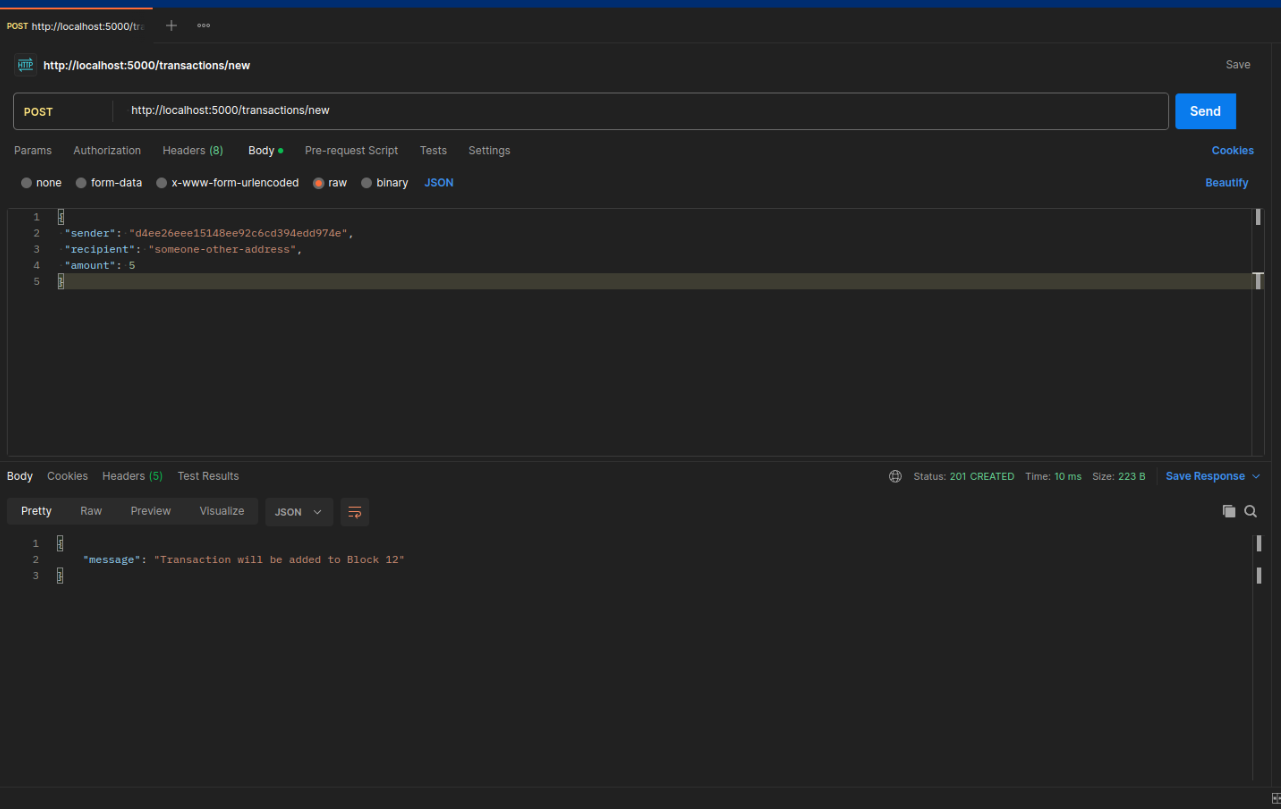 POST http://localhost:5000/tra
HTTP http://localhost:5000/transactions/new Save
POST http://localhost:5000/transactions/new Send
Params Authorization Headers (8) Body Pre-request Script Tests Settings Cookies
none form-data x-www-form-urlencoded raw binary JSON Beautify
1 {
2 "sender": "d4ee26eee15148ee92c6cd394edd974e",
3 "recipient": "someone-other-address",
4 "amount": 5
5 }
Body Cookies Headers (5) Test Results Status: 201 CREATED Time: 10 ms Size: 223 B Save Response
Pretty Raw Preview Visualize JSON
1 {
2 "message": "Transaction will be added to Block 12"
3 }